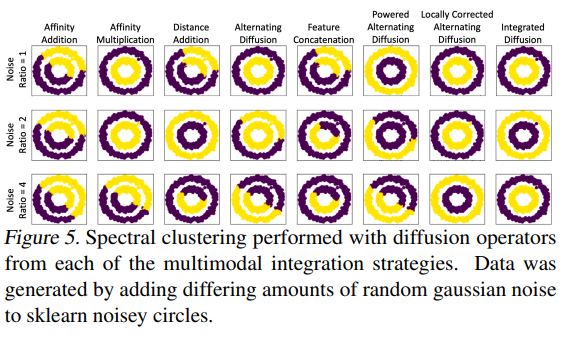 Affinity Addition
Affinity Multiplication
Distance Addition
Alternating Diffusion
Feature Concatenation
Powered Alternating Diffusion
Locally Corrected Alternating Diffusion
Integrated Diffusion
Noise Ratio = 1
Noise Ratio = 2
Noise Ratio = 4
Figure 5. Spectral clustering performed with diffusion operators
from each of the multimodal integration strategies. Data was
generated by adding differing amounts of random gaussian noise
to sklearn noisey circles.